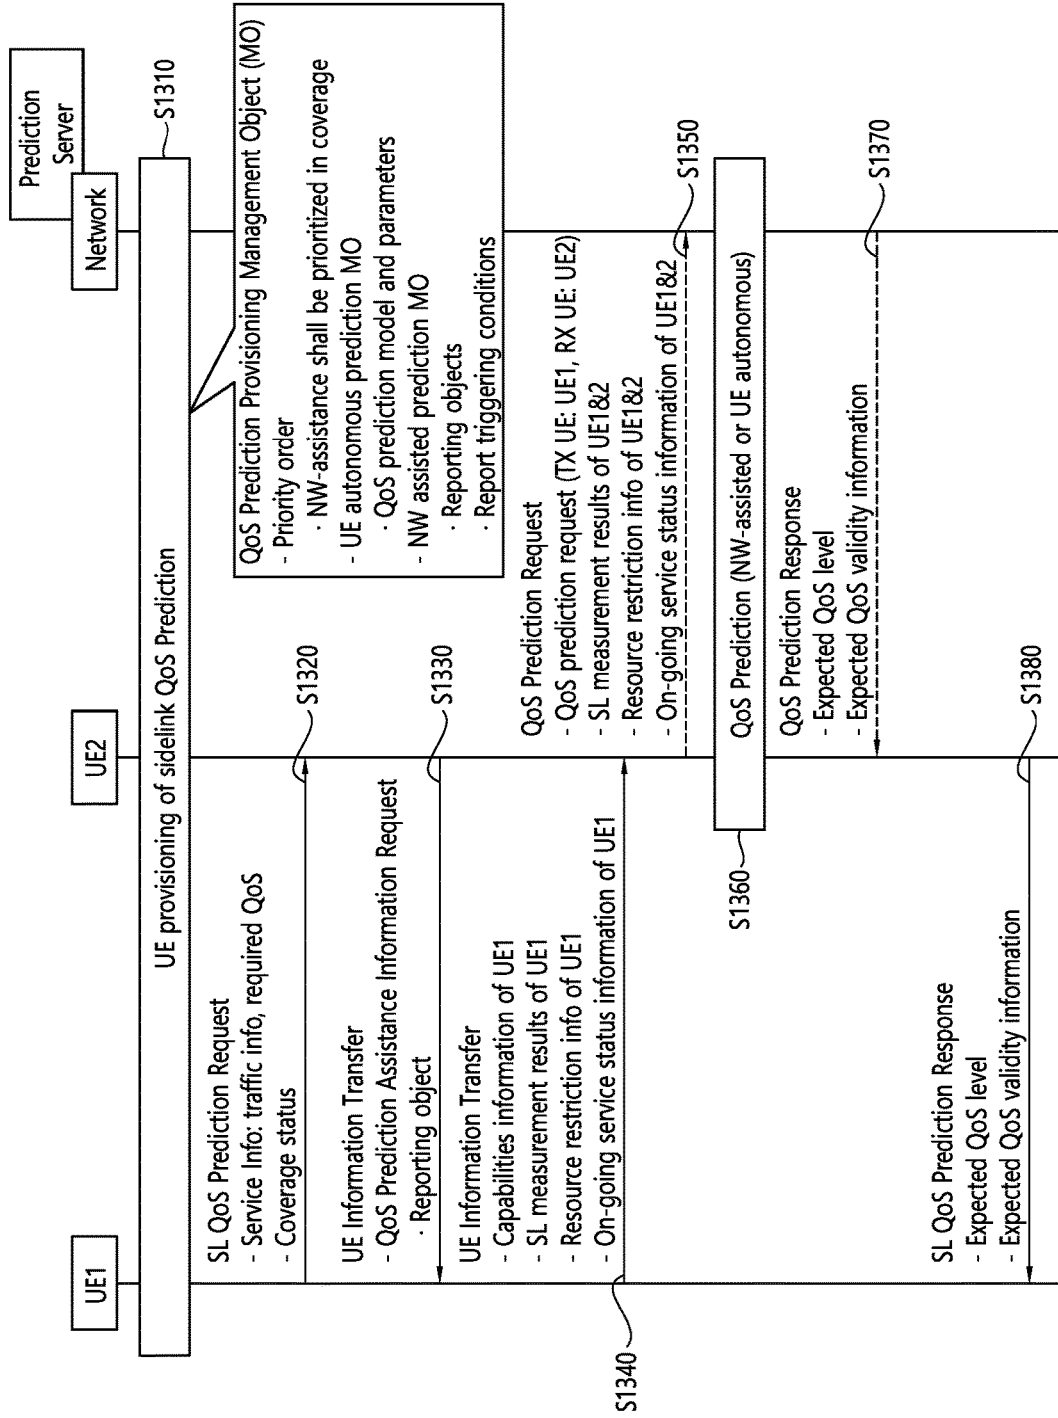 Prediction
Server
UE1
UE2
Network
UE provisioning of sidelink QoS Prediction
S1310
QoS Prediction Provisioning Management Object (MO)
- Priority order
· NW-assistance shall be prioritized in coverage
- UE autonomous prediction MO
· QoS prediction model and parameters
- NW assisted prediction MO
· Reporting objects
· Report triggering conditions
SL QoS Prediction Request
- Service Info: traffic info, required QoS
- Coverage status
S1320
UE Information Transfer
- QoS Prediction Assistance Information Request
· Reporting object
S1330
UE Information Transfer
- Capabilities information of UE1
- SL measurement results of UE1
- Resource restriction info of UE1
- On-going service status information of UE1
S1340
QoS Prediction Request
- QoS prediction request (TX UE: UE1, RX UE: UE2)
- SL measurement results of UE1&2
- Resource restriction info of UE1&2
- On-going service status information of UE1&2
S1350
QoS Prediction (NW-assisted or UE autonomous)
S1360
QoS Prediction Response
- Expected QoS level
- Expected QoS validity information
S1370
SL QoS Prediction Response
- Expected QoS level
- Expected QoS validity information
S1380